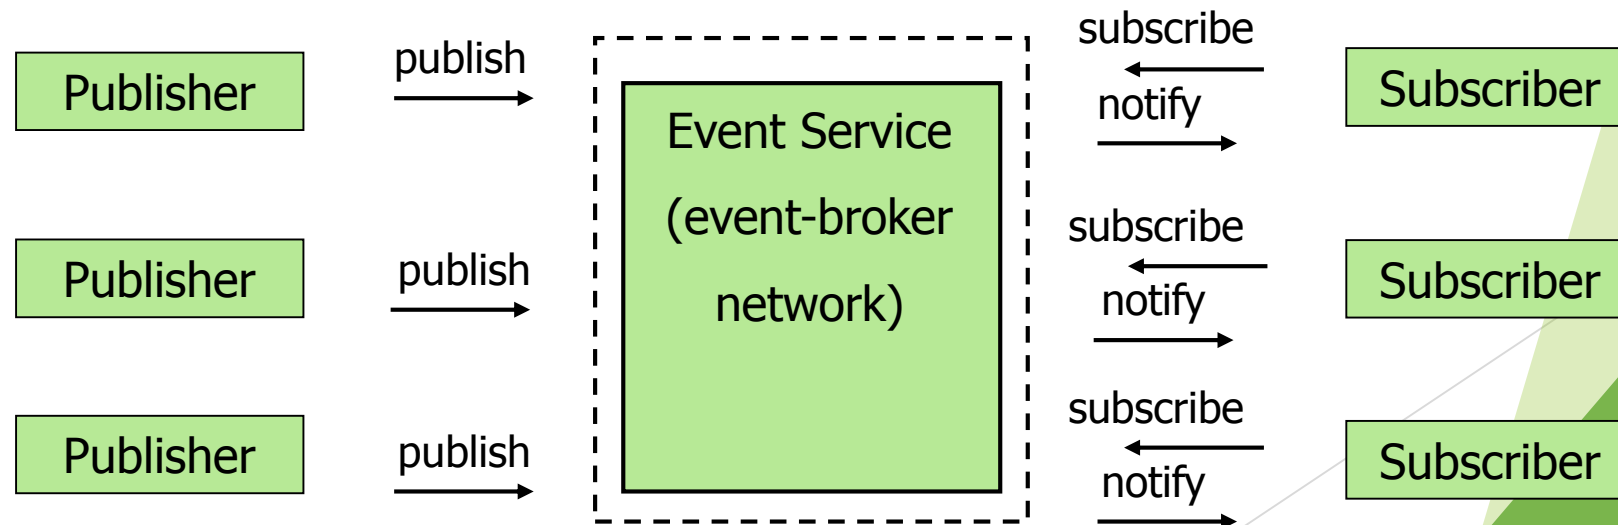 subscribe
Publisher
publish
notify
Subscriber
Event Service
(event-broker
network)
subscribe
Publisher
publish
notify
Subscriber
subscribe
Publisher
publish
notify
Subscriber